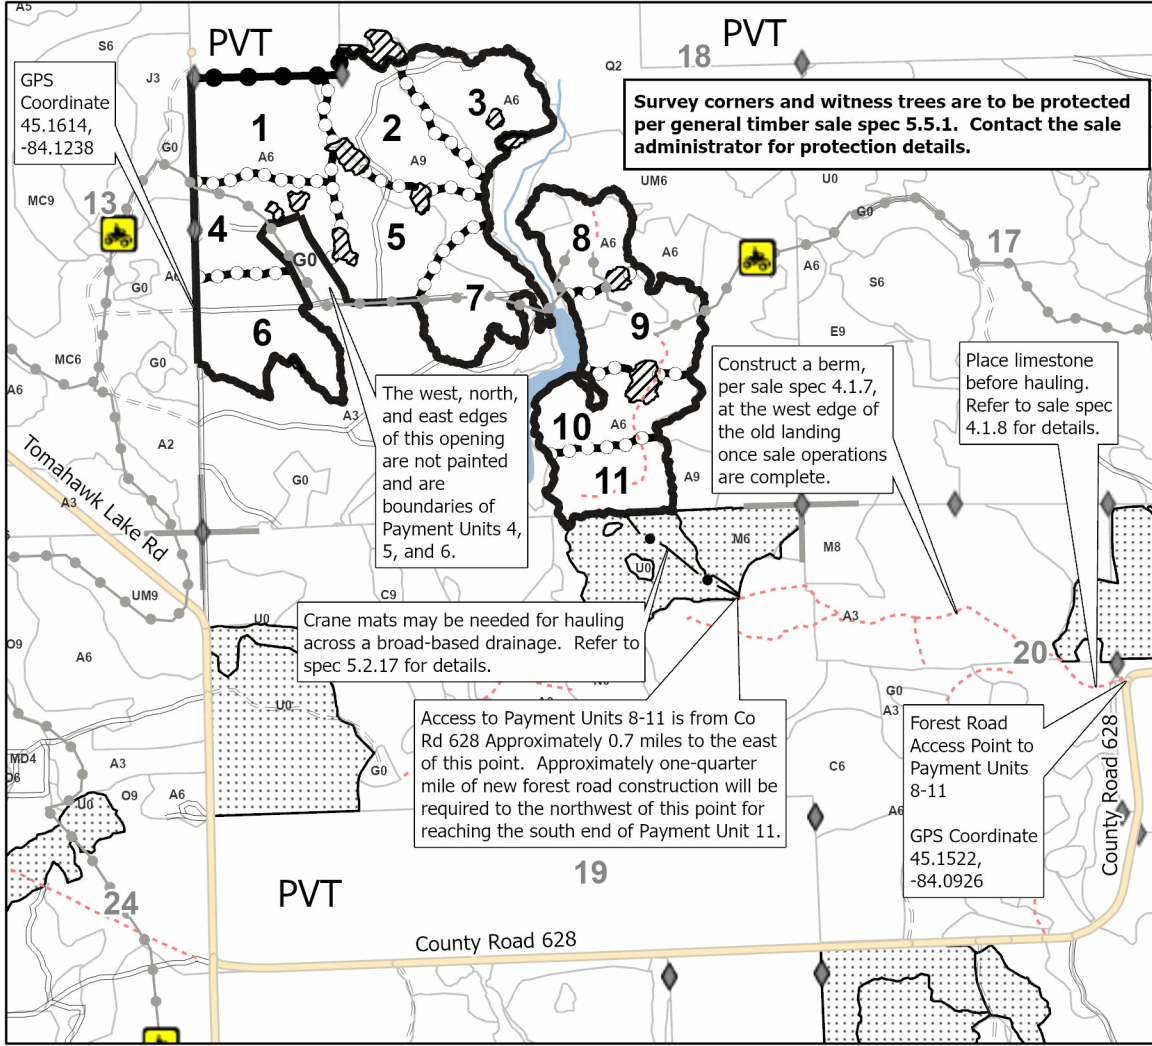 A5
PVT
PVT
S6
18
Q2
J3
GPS
Coordinate
45.1614,
-84.1238
Survey corners and witness trees are to be protected
per general timber sale spec 5.5.1.  Contact the sale
administrator for protection details.
1
2
3
A6
G0
A6
A9
UM6
U0
MC9
13
4
5
8
A6
A6
G0
17
G0
A6
A6
S6
G0
7
6
9
E9
MC6
G0
A6
The west, north,
and east edges
of this opening
are not painted
and are
boundaries of
Payment Units 4,
5, and 6.
Construct a berm,
per sale spec 4.1.7,
at the west edge of
the old landing
once sale operations
are complete.
Place limestone
before hauling.
Refer to sale spec
4.1.8 for details.
A3
10
A6
A2
G0
11
A9
Tomahawk Lake Rd
A3
M6
M8
U0
UM9
C9
U0
A3
Crane mats may be needed for hauling
across a broad-based drainage.  Refer to
spec 5.2.17 for details.
O9
A6
20
U0
G0
A3
Access to Payment Units 8-11 is from Co
Rd 628 Approximately 0.7 miles to the east
of this point.  Approximately one-quarter
mile of new forest road construction will be
required to the northwest of this point for
reaching the south end of Payment Unit 11.
Forest Road
Access Point to
Payment Units
8-11
GPS Coordinate
45.1522,
-84.0926
County Road 628
MD4
A3
G0
C6
O9
A6
U0
A6
19
24
PVT
County Road 628